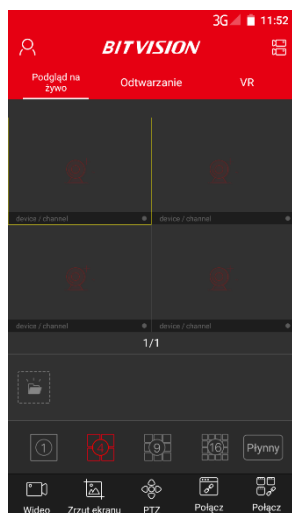 3G 11:52
BITVISION
Podgląd na żywo
Odtwarzanie
VR
device / channel
device / channel
device / channel
device / channel
1/1
1
4
9
16
Płynny
Wideo
Zrzut ekranu
PTZ
Połącz
Połącz